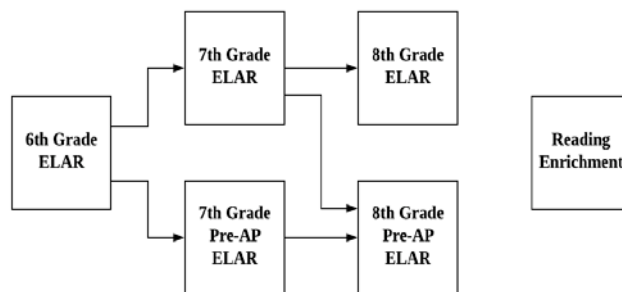 6th Grade
ELAR
7th Grade
ELAR
8th Grade
ELAR
7th Grade
Pre-AP
ELAR
8th Grade
Pre-AP
ELAR
Reading
Enrichment